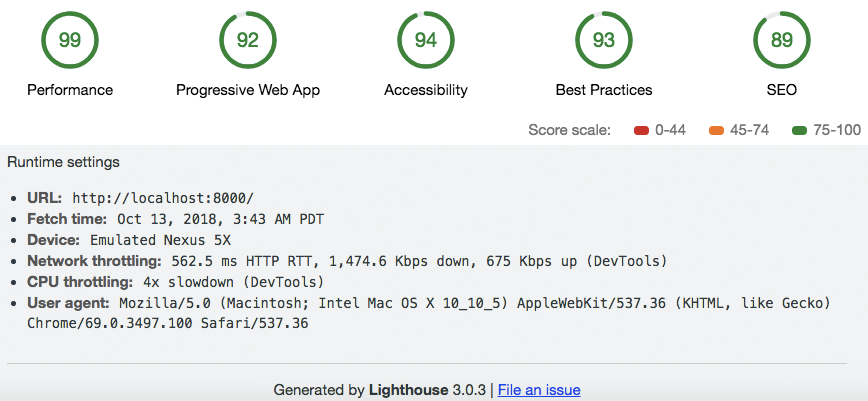 99 92 94 93 89
Performance Progressive Web App Accessibility Best Practices SEO
Score scale: 0-44 45-74 75-100
Runtime settings
• URL: http://localhost:8000/
• Fetch time: Oct 13, 2018, 3:43 AM PDT
• Device: Emulated Nexus 5X
• Network throttling: 562.5 ms HTTP RTT, 1,474.6 Kbps down, 675 Kbps up (DevTools)
• CPU throttling: 4x slowdown (DevTools)
• User agent: Mozilla/5.0 (Macintosh; Intel Mac OS X 10_10_5) AppleWebKit/537.36 (KHTML, like Gecko)
Chrome/69.0.3497.100 Safari/537.36
Generated by Lighthouse 3.0.3 | File an issue